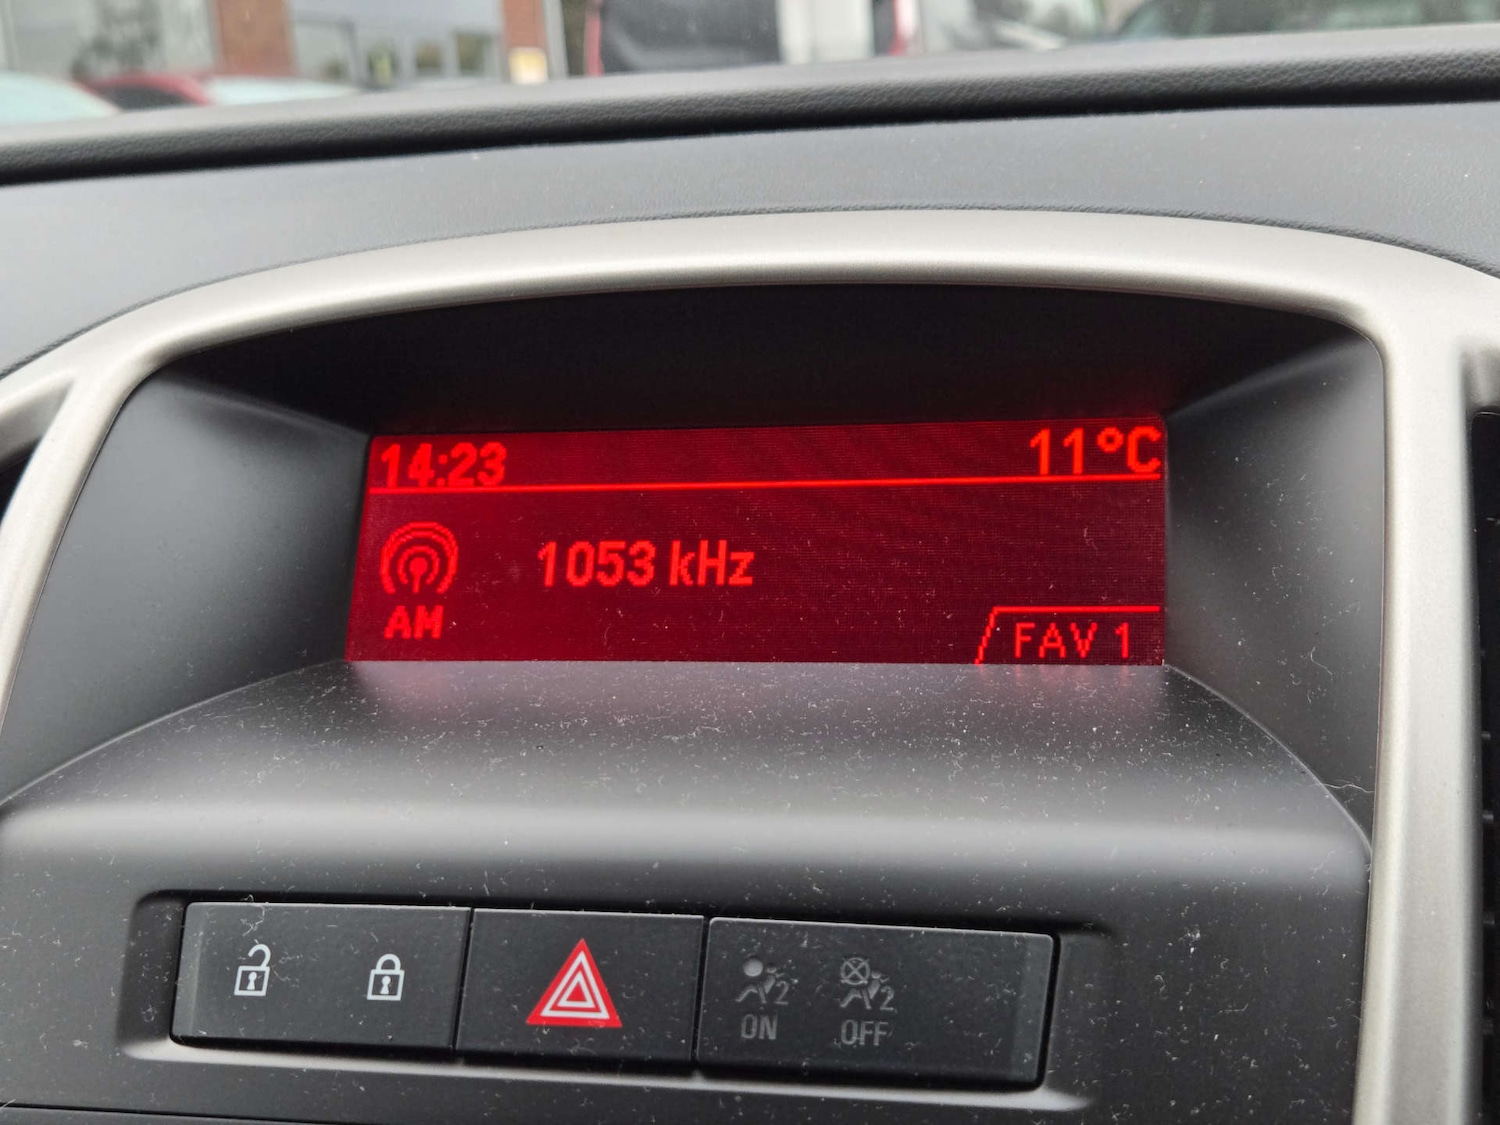 14:23 11°C
1053 kHz
AM
FAV 1
2 2
ON OFF